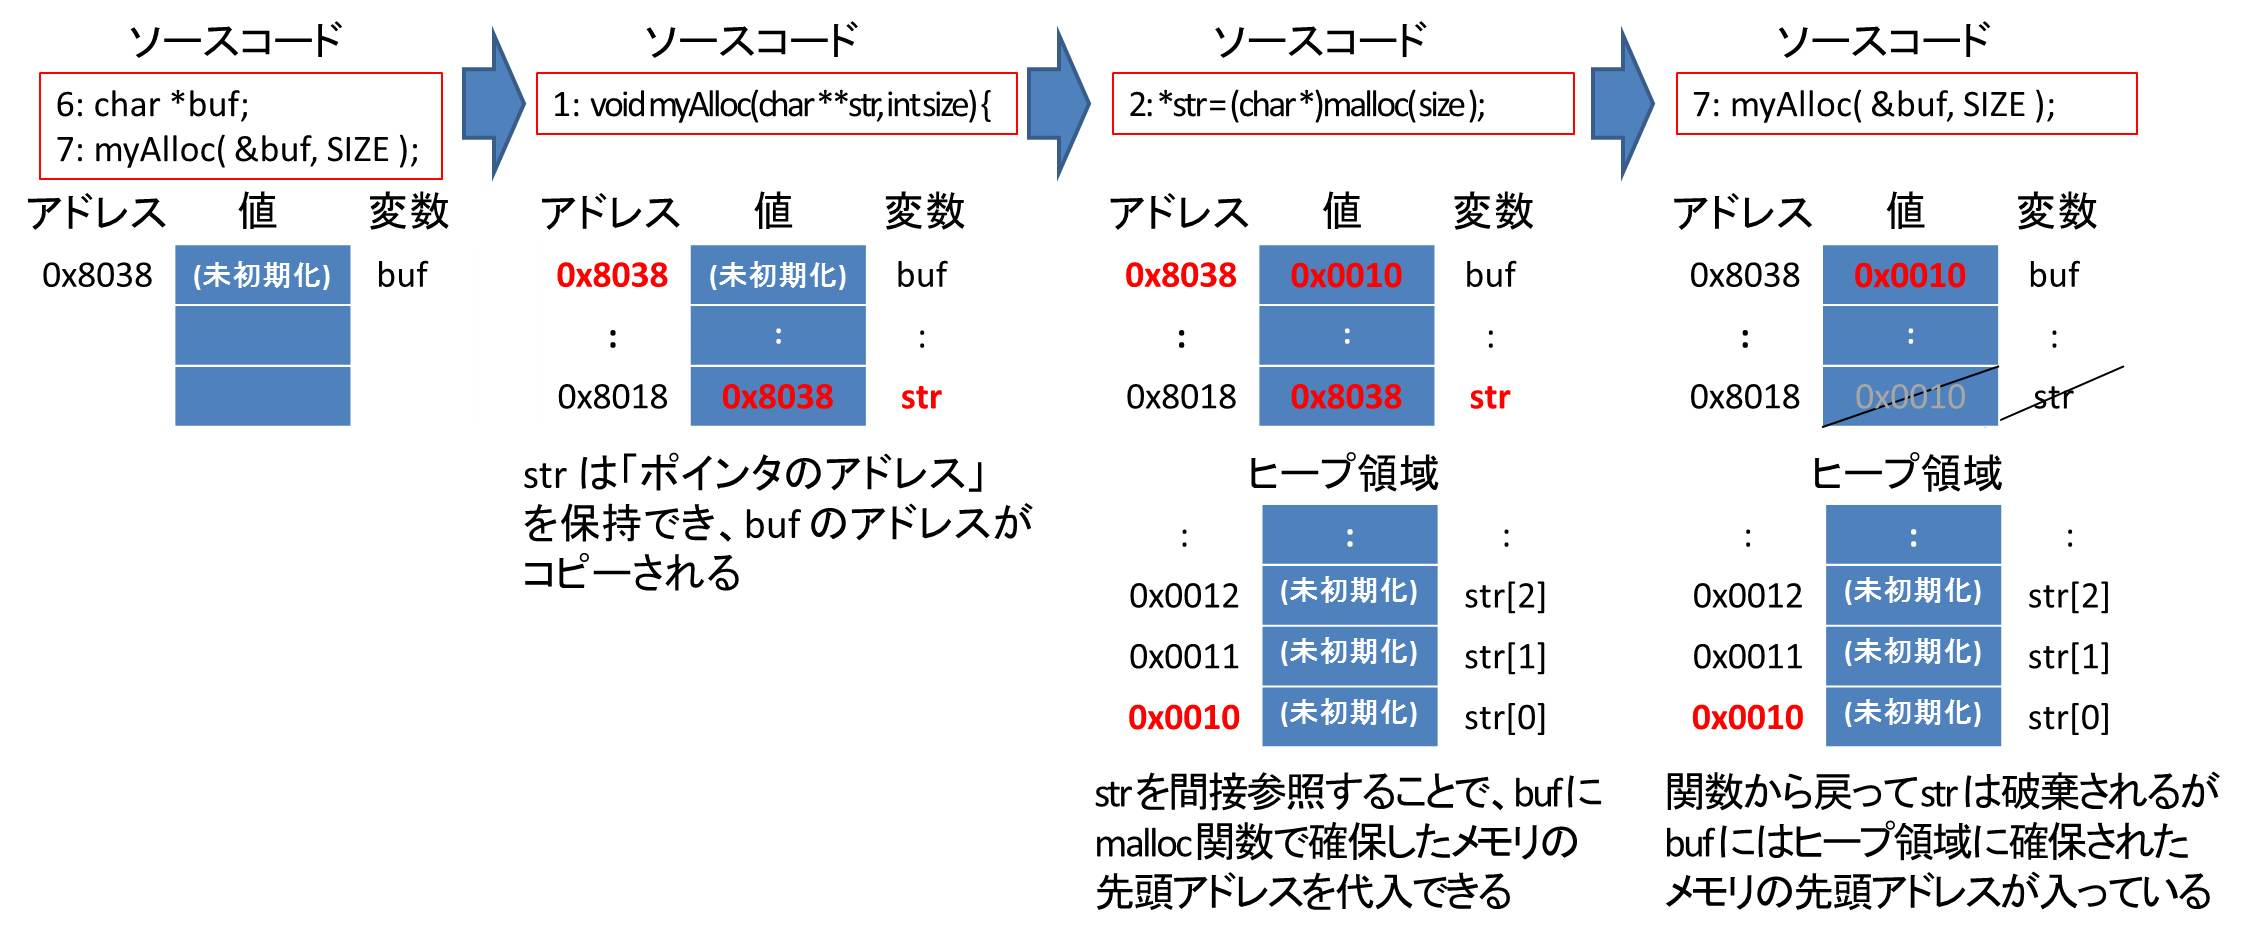 ソースコード
6: char *buf;
7: myAlloc( &buf, SIZE );
アドレス 値 変数
0x8038 (未初期化) buf
ソースコード
1: void myAlloc(char **str, int size) {
アドレス 値 変数
0x8038 (未初期化) buf
: : :
0x8018 0x8038 str
str は「ポインタのアドレス」
を保持でき、buf のアドレスが
コピーされる
ソースコード
2: *str = (char *)malloc( size );
アドレス 値 変数
0x8038 0x0010 buf
: : :
0x8018 0x8038 str
ヒープ領域
: : :
0x0012 (未初期化) str[2]
0x0011 (未初期化) str[1]
0x0010 (未初期化) str[0]
strを間接参照することで、bufに
malloc関数で確保したメモリの
先頭アドレスを代入できる
ソースコード
7: myAlloc( &buf, SIZE );
アドレス 値 変数
0x8038 0x0010 buf
: : :
0x8018 0x0010 str
ヒープ領域
: : :
0x0012 (未初期化) str[2]
0x0011 (未初期化) str[1]
0x0010 (未初期化) str[0]
関数から戻ってstrは破棄されるが
bufにはヒープ領域に確保された
メモリの先頭アドレスが入っている